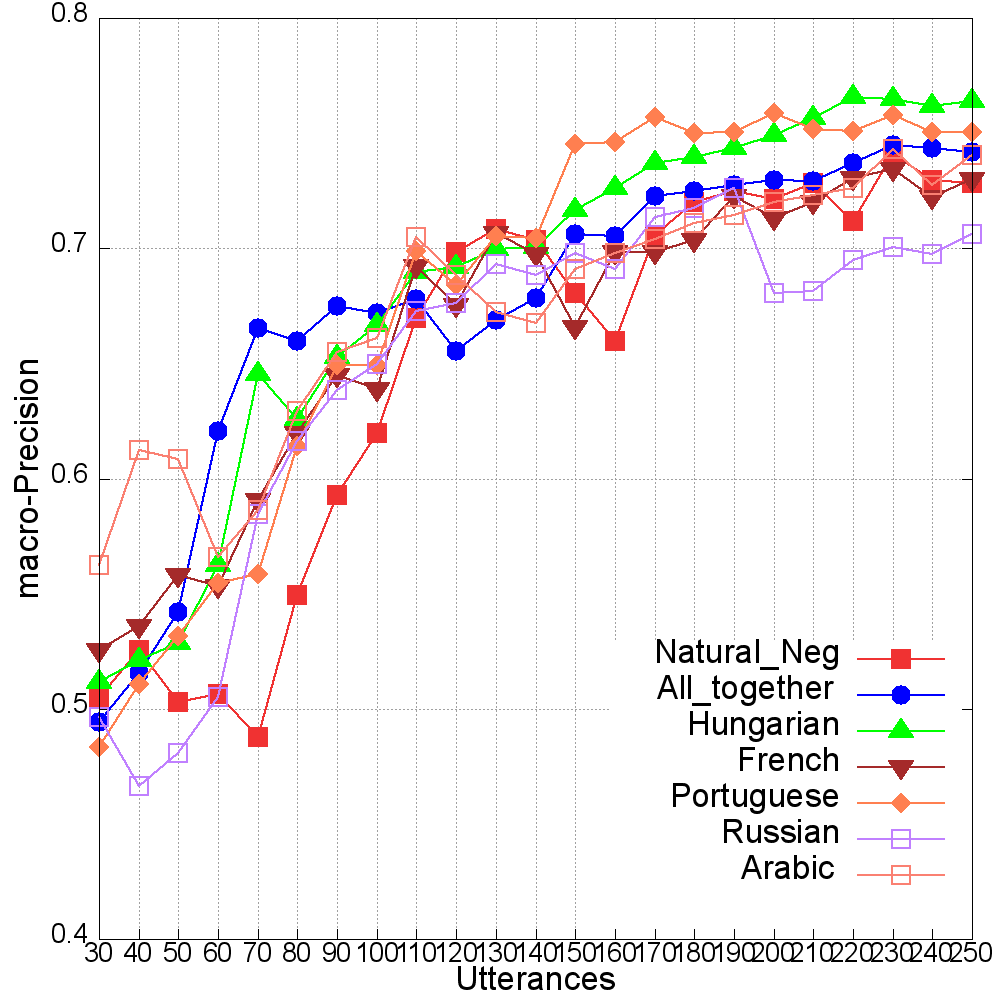 0.8
0.7
0.6
0.5
0.4
macro-Precision
Natural_Neg
All_together
Hungarian
French
Portuguese
Russian
Arabic
30 40 50 60 70 80 90 100 110 120 130 140 150 160 170 180 190 200 210 220 230 240 250
Utterances